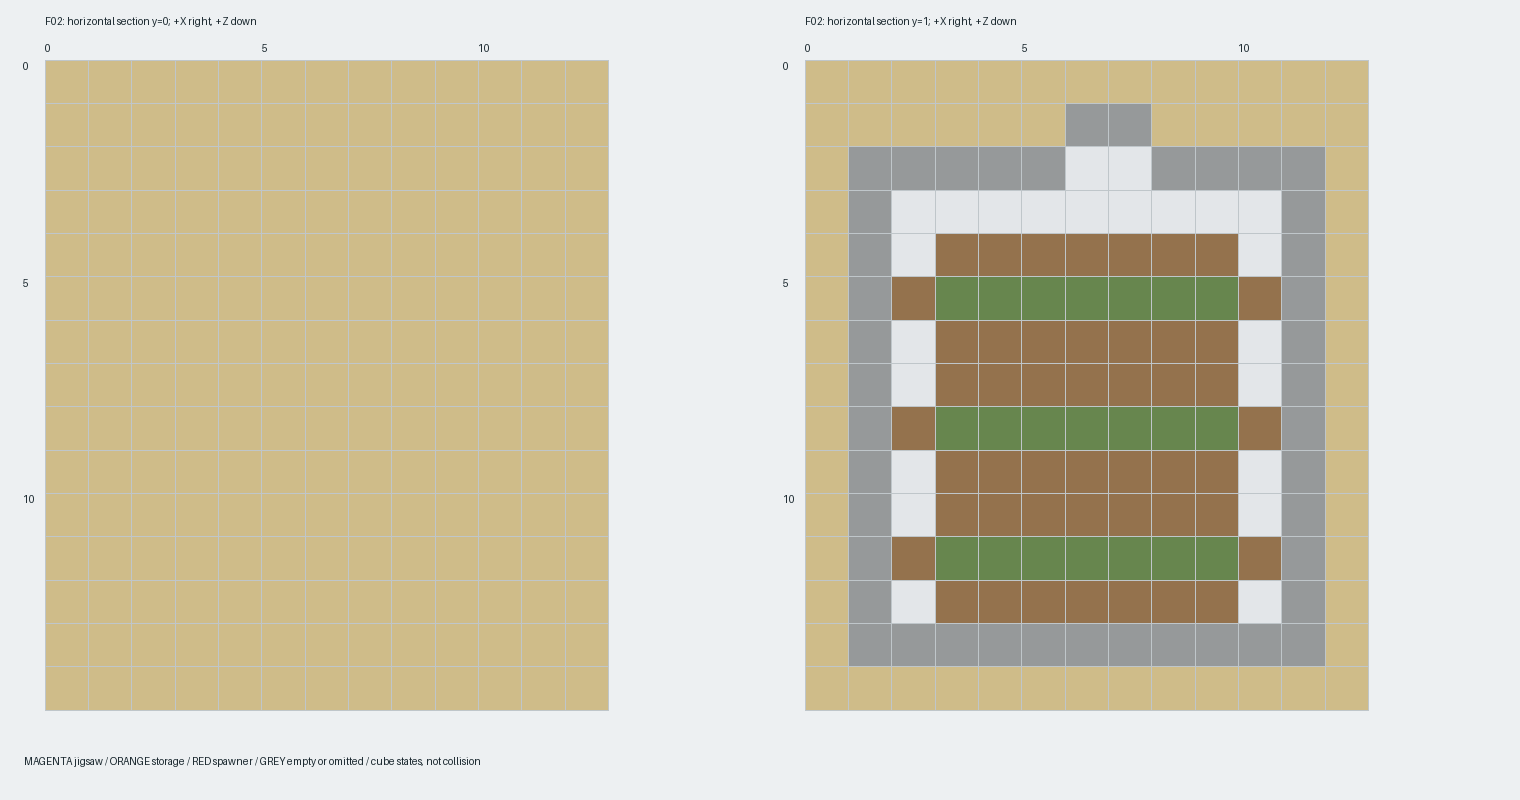 F02: horizontal section y=0; +X right, +Z down
F02: horizontal section y=1; +X right, +Z down
0 5 10
0 5 10
0
5
10
0
5
10
MAGENTA jigsaw / ORANGE storage / RED spawner / GREY empty or omitted / cube states, not collision